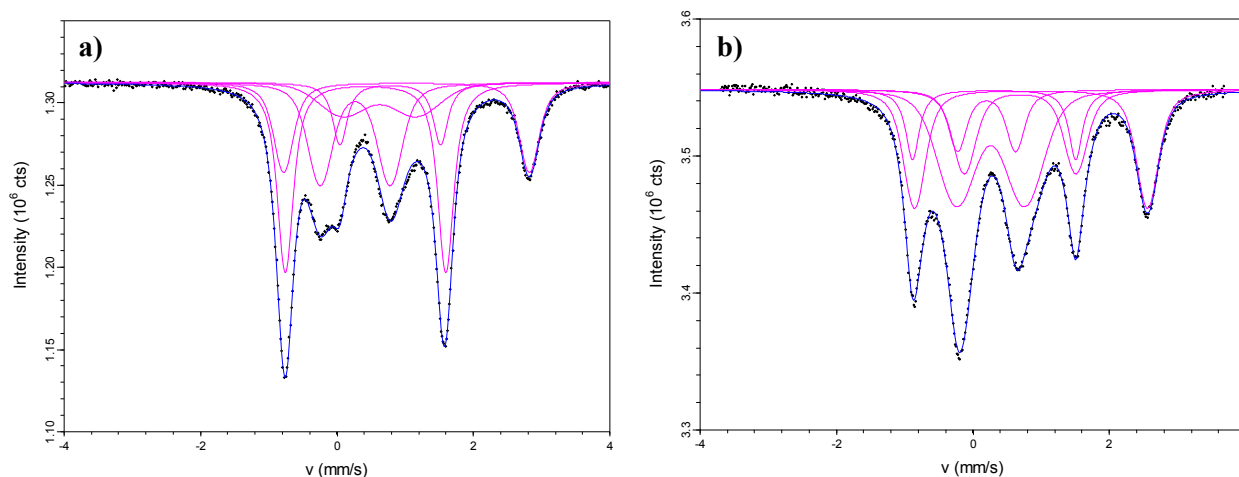 a)
Intensity (10⁶ cts)
1.30
1.25
1.20
1.15
1.10
-4 -2 0 2 4
v (mm/s)
b)
Intensity (10⁶ cts)
3.6
3.5
3.4
3.3
-4 -2 0 2
v (mm/s)